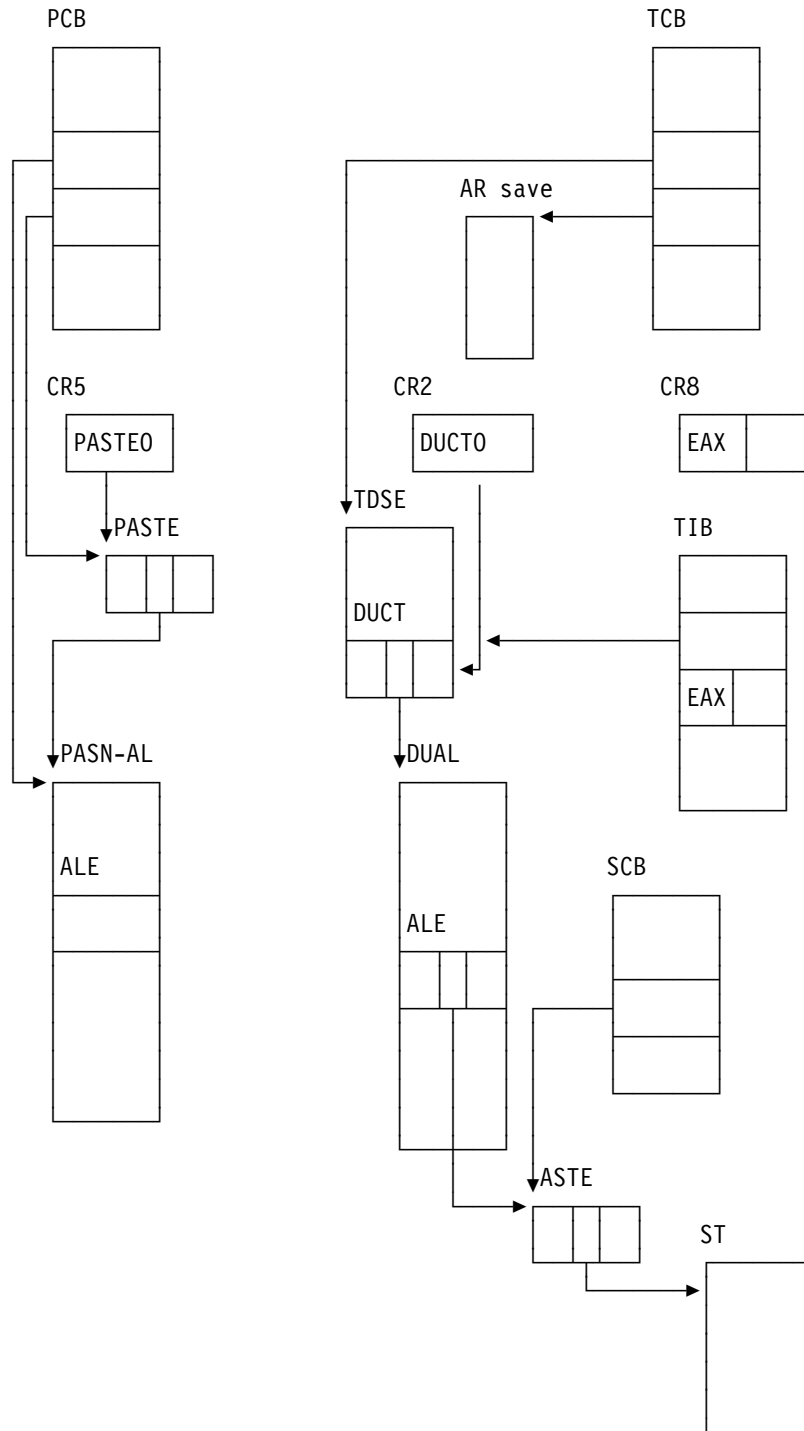 PCB
TCB
AR save
CR5
CR2
CR8
PASTEO
DUCTO
EAX
TDSE
PASTE
TIB
DUCT
EAX
PASN-AL
DUAL
ALE
SCB
ALE
ASTE
ST